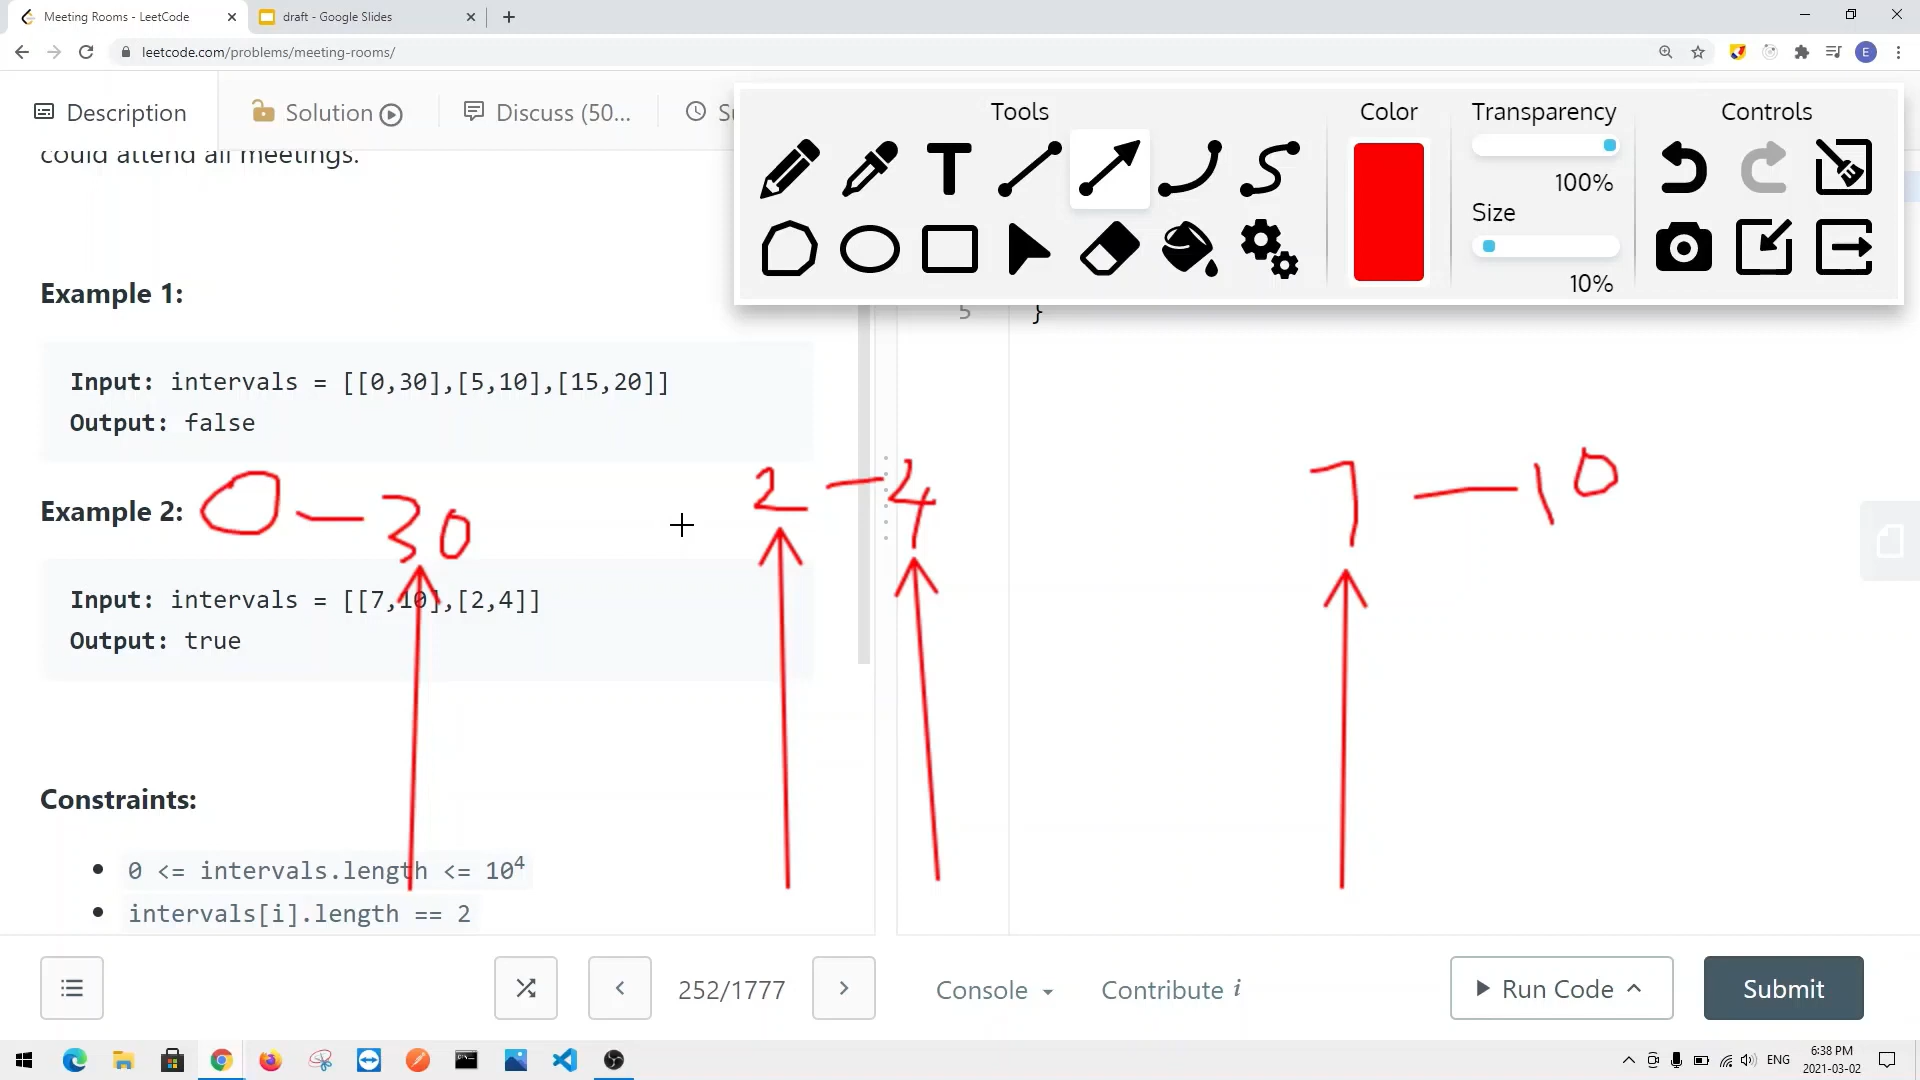 Meeting Rooms - LeetCode
draft - Google Slides
leetcode.com/problems/meeting-rooms/
E
Description
Solution
Discuss (50...
Su
Tools
Color
Transparency
Controls
100%
Size
10%
could attend all meetings.
5 }
Example 1:
Input: intervals = [[0,30],[5,10],[15,20]]
Output: false
0 - 30
2 - 4
7 - 10
Example 2:
Input: intervals = [[7,10],[2,4]]
Output: true
Constraints:
0 <= intervals.length <= 10⁴
intervals[i].length == 2
252/1777
Console
Contribute i
Run Code
Submit
ENG
6:38 PM
2021-03-02